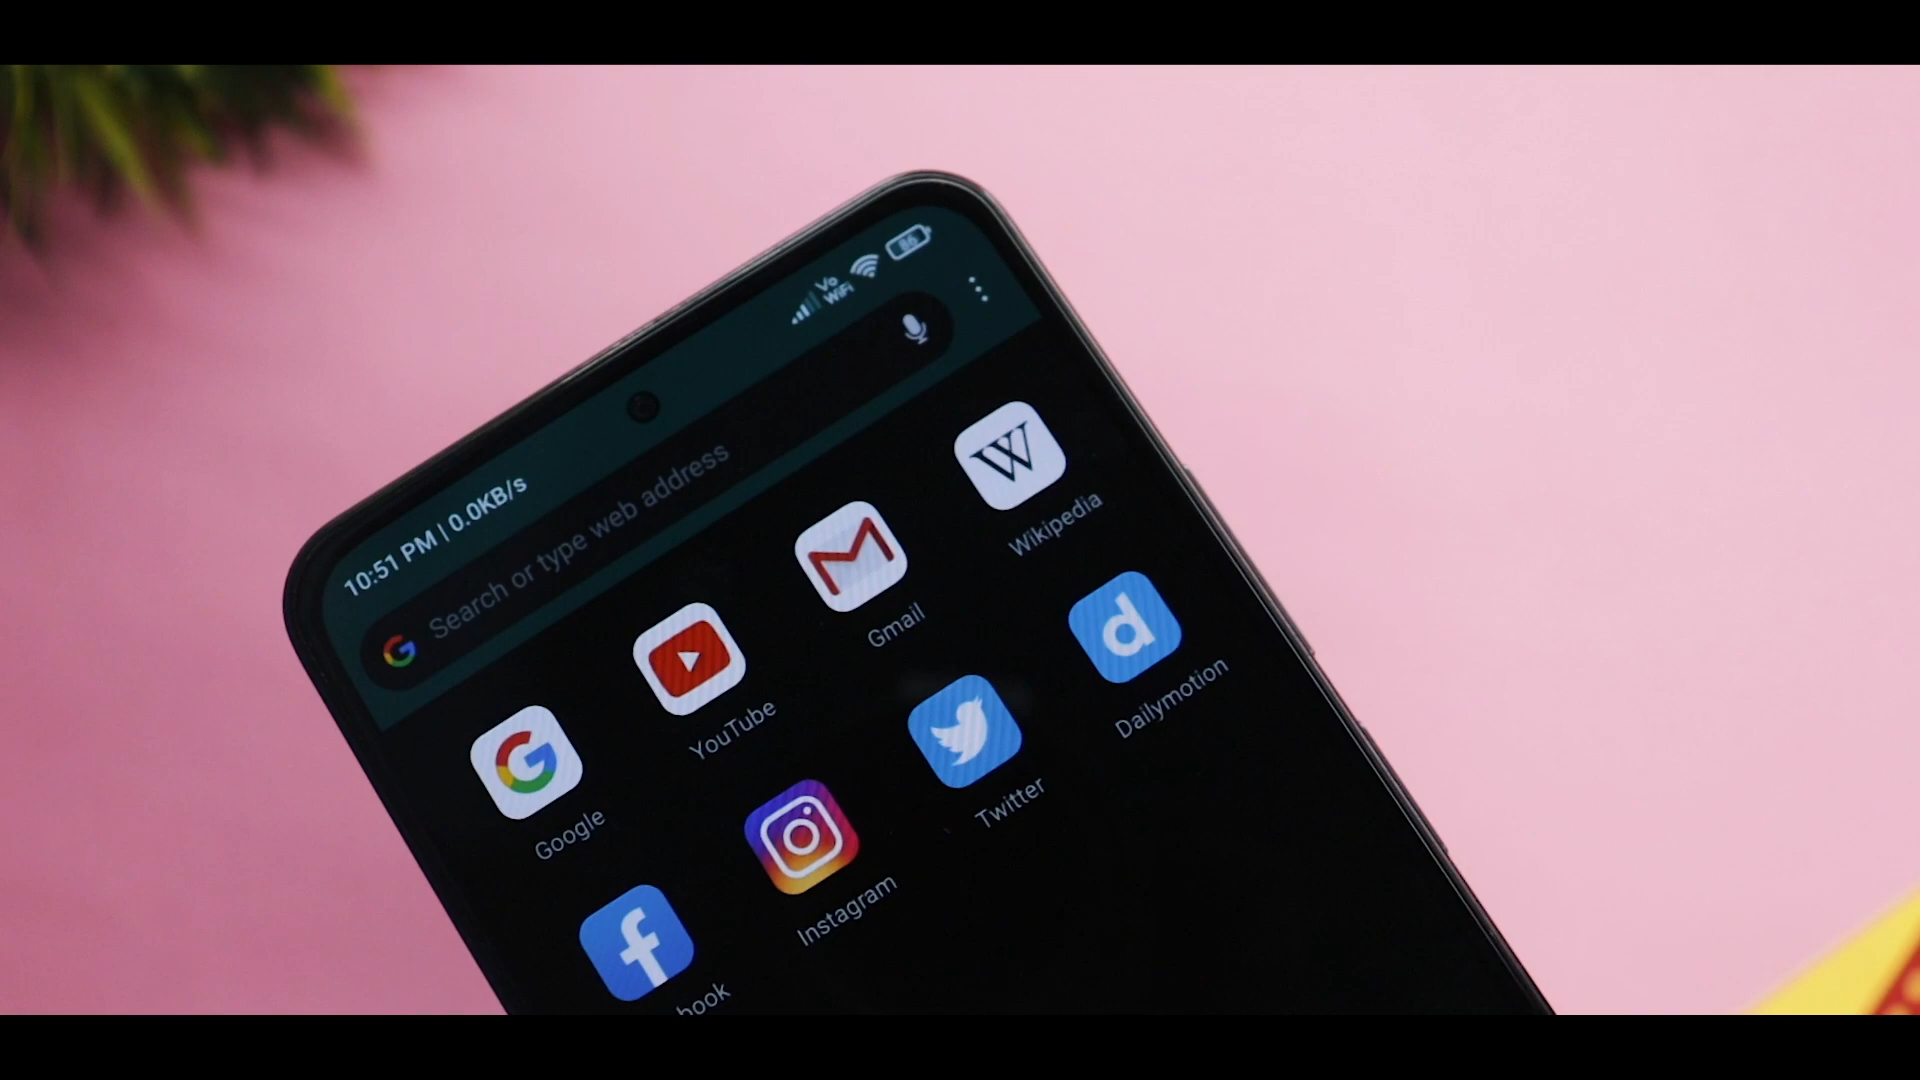 10:51 PM | 0.0KB/s
Vo
WiFi
86
Search or type web address
Google
YouTube
Gmail
Wikipedia
book
Instagram
Twitter
Dailymotion